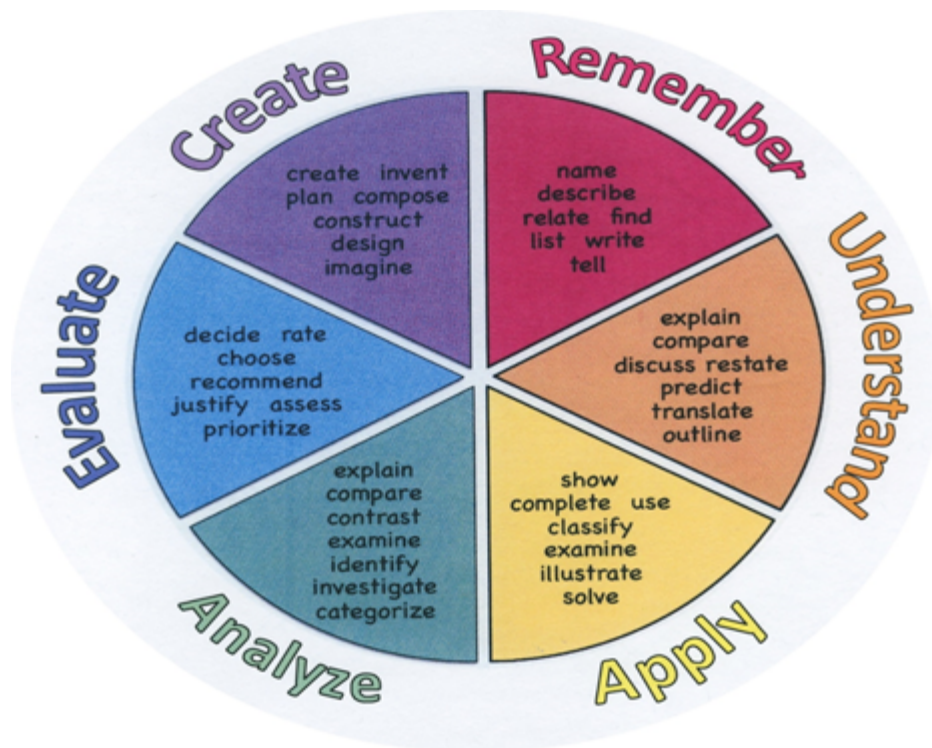 Create
create invent
plan compose
construct
design
imagine
Remember
name
describe
relate find
list write
tell
Understand
explain
compare
discuss restate
predict
translate
outline
Apply
show
complete use
classify
examine
illustrate
solve
Analyze
explain
compare
contrast
examine
identify
investigate
categorize
Evaluate
decide rate
choose
recommend
justify assess
prioritize